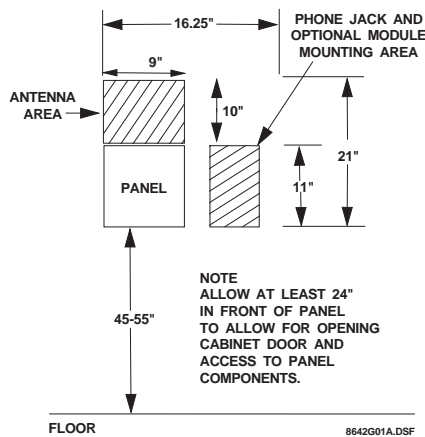 16.25"
PHONE JACK AND
OPTIONAL MODULE
MOUNTING AREA
9"
ANTENNA
AREA
10"
21"
PANEL
11"
45-55"
NOTE
ALLOW AT LEAST 24"
IN FRONT OF PANEL
TO ALLOW FOR OPENING
CABINET DOOR AND
ACCESS TO PANEL
COMPONENTS.
FLOOR
8642G01A.DSF